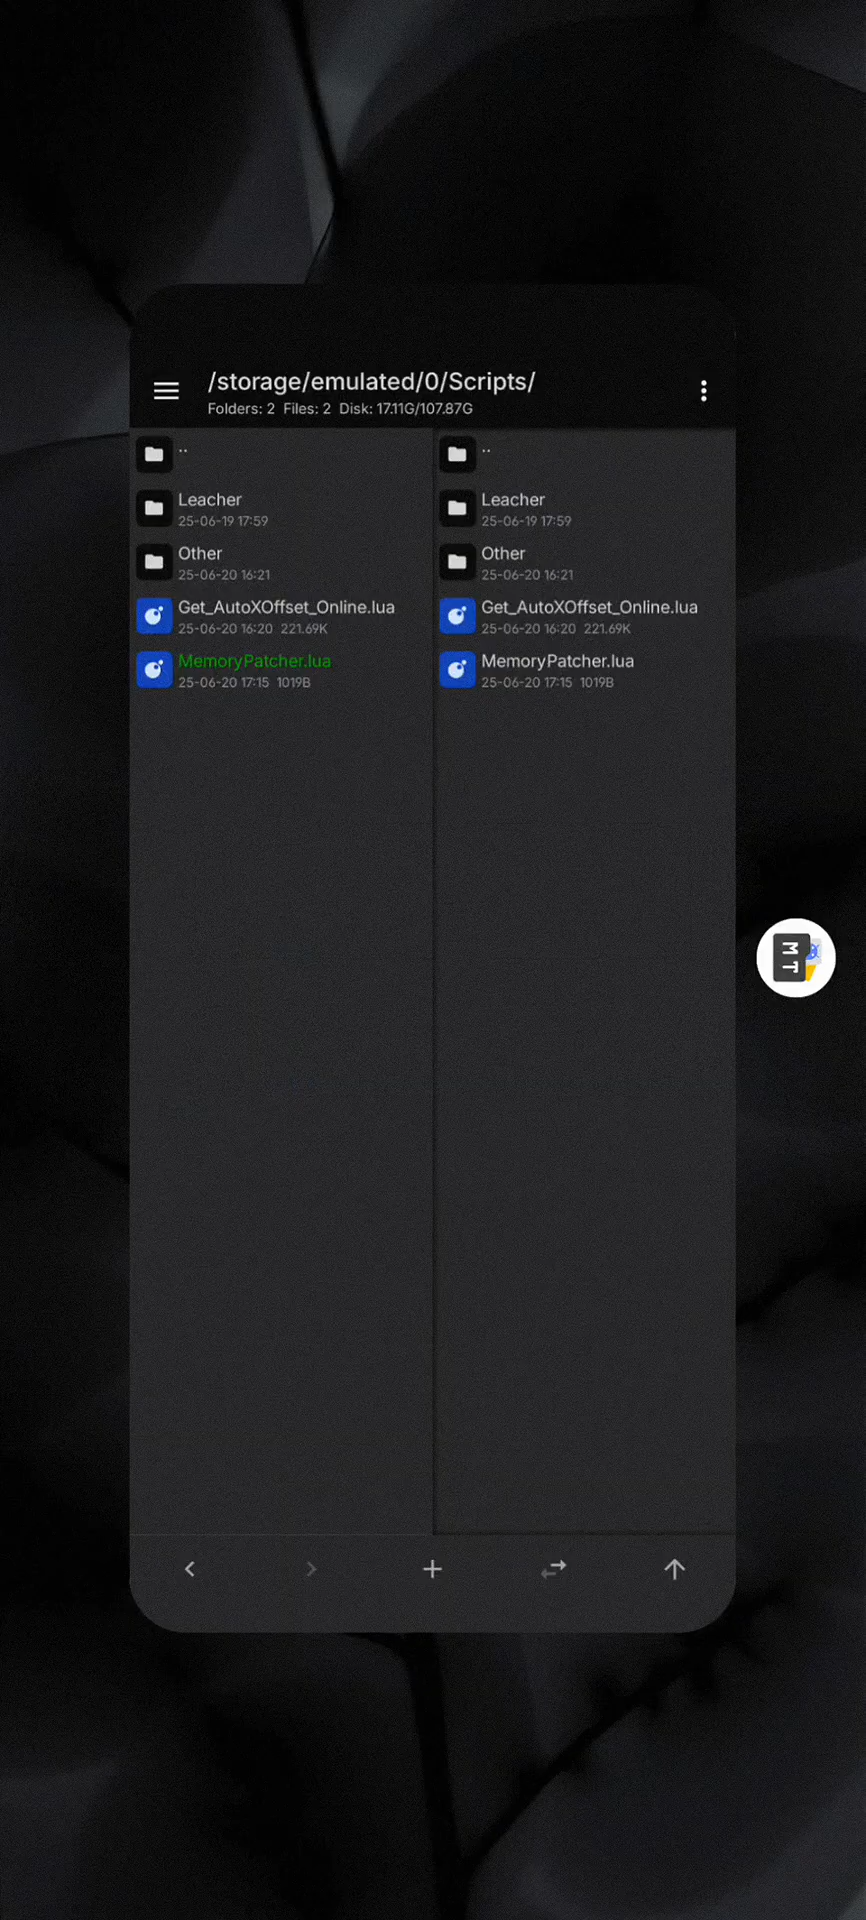 /storage/emulated/0/Scripts/
Folders: 2 Files: 2 Disk: 17.11G/107.87G
..
Leacher
25-06-19 17:59
Other
25-06-20 16:21
Get_AutoXOffset_Online.lua
25-06-20 16:20 221.69K
MemoryPatcher.lua
25-06-20 17:15 1019B
..
Leacher
25-06-19 17:59
Other
25-06-20 16:21
Get_AutoXOffset_Online.lua
25-06-20 16:20 221.69K
MemoryPatcher.lua
25-06-20 17:15 1019B
MT